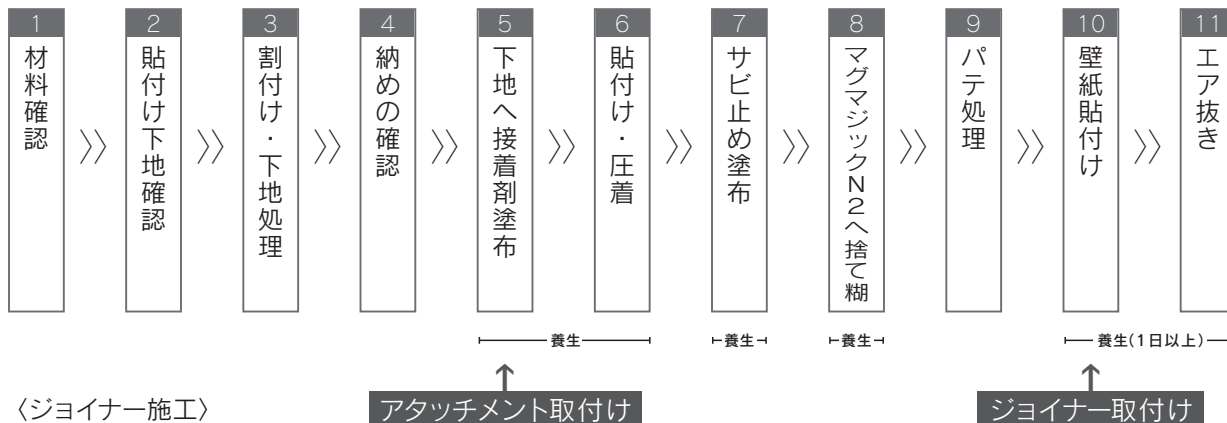 1
材料確認
2
貼付け下地確認
3
割付け・下地処理
4
納めの確認
5
下地へ接着剤塗布
6
貼付け・圧着
7
サビ止め塗布
8
マグマジックN2へ捨て糊
9
パテ処理
10
壁紙貼付け
11
エア抜き
養生
養生
養生
養生(1日以上)
〈ジョイナー施工〉
アタッチメント取付け
ジョイナー取付け